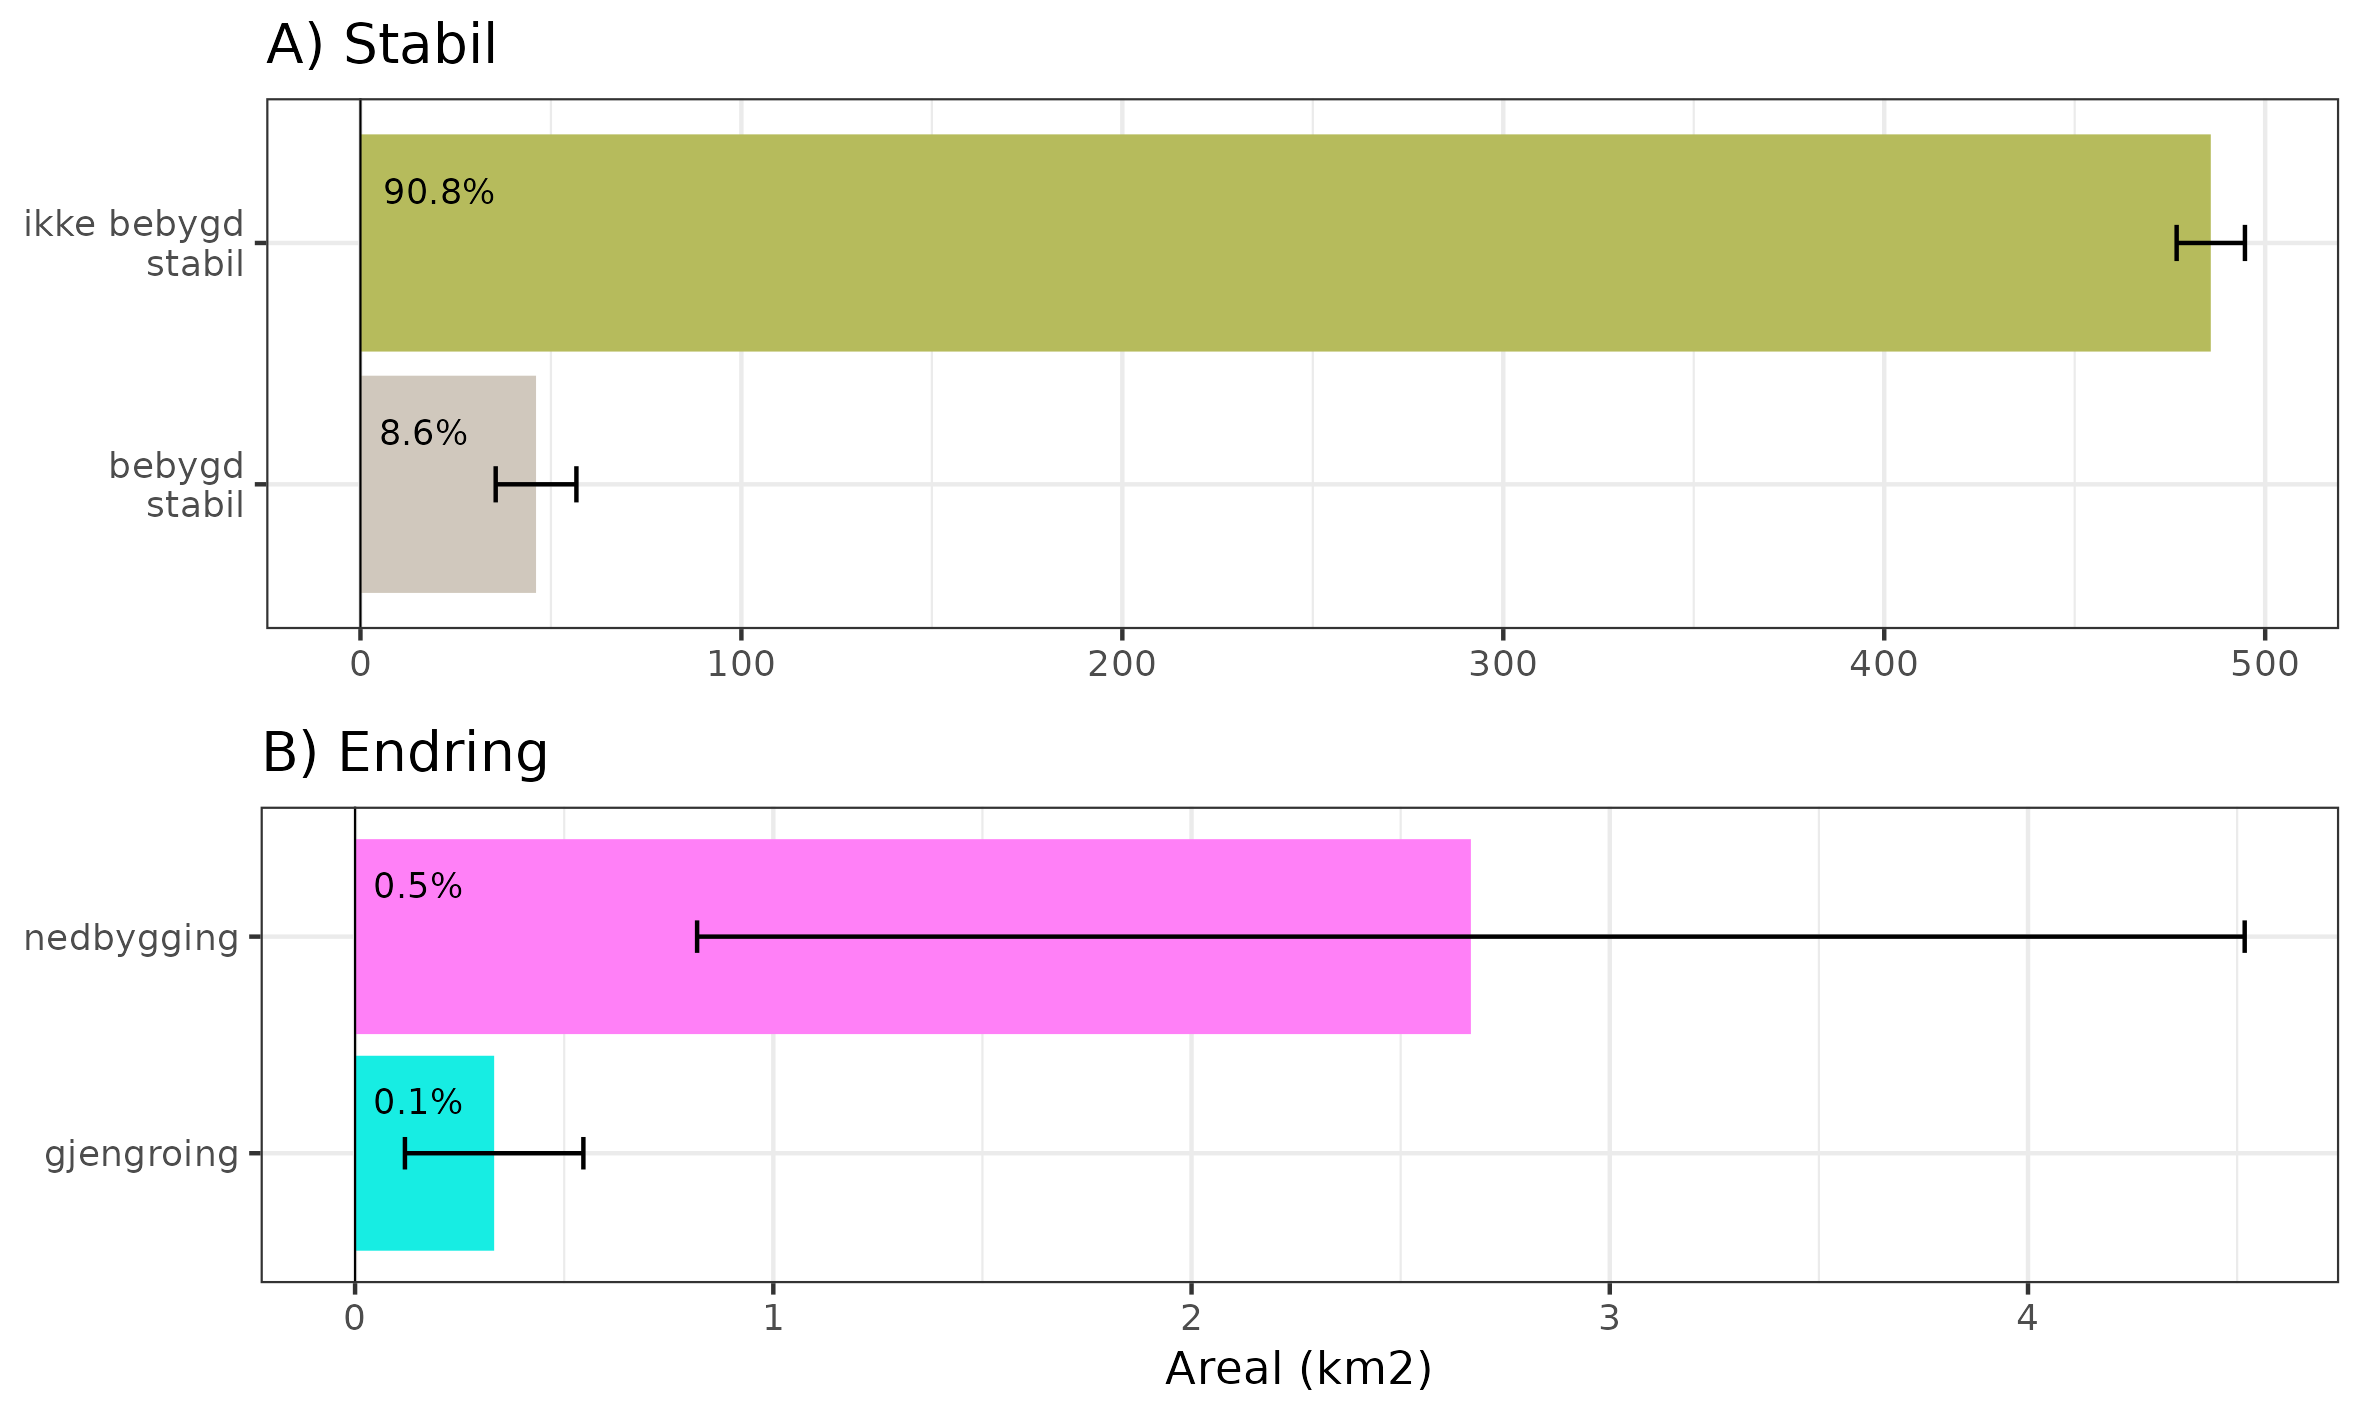 A) Stabil
90.8%
ikke bebygd
stabil
8.6%
bebygd
stabil
0 100 200 300 400 500
B) Endring
0.5%
nedbygging
0.1%
gjengroing
0 1 2 3 4
Areal (km2)